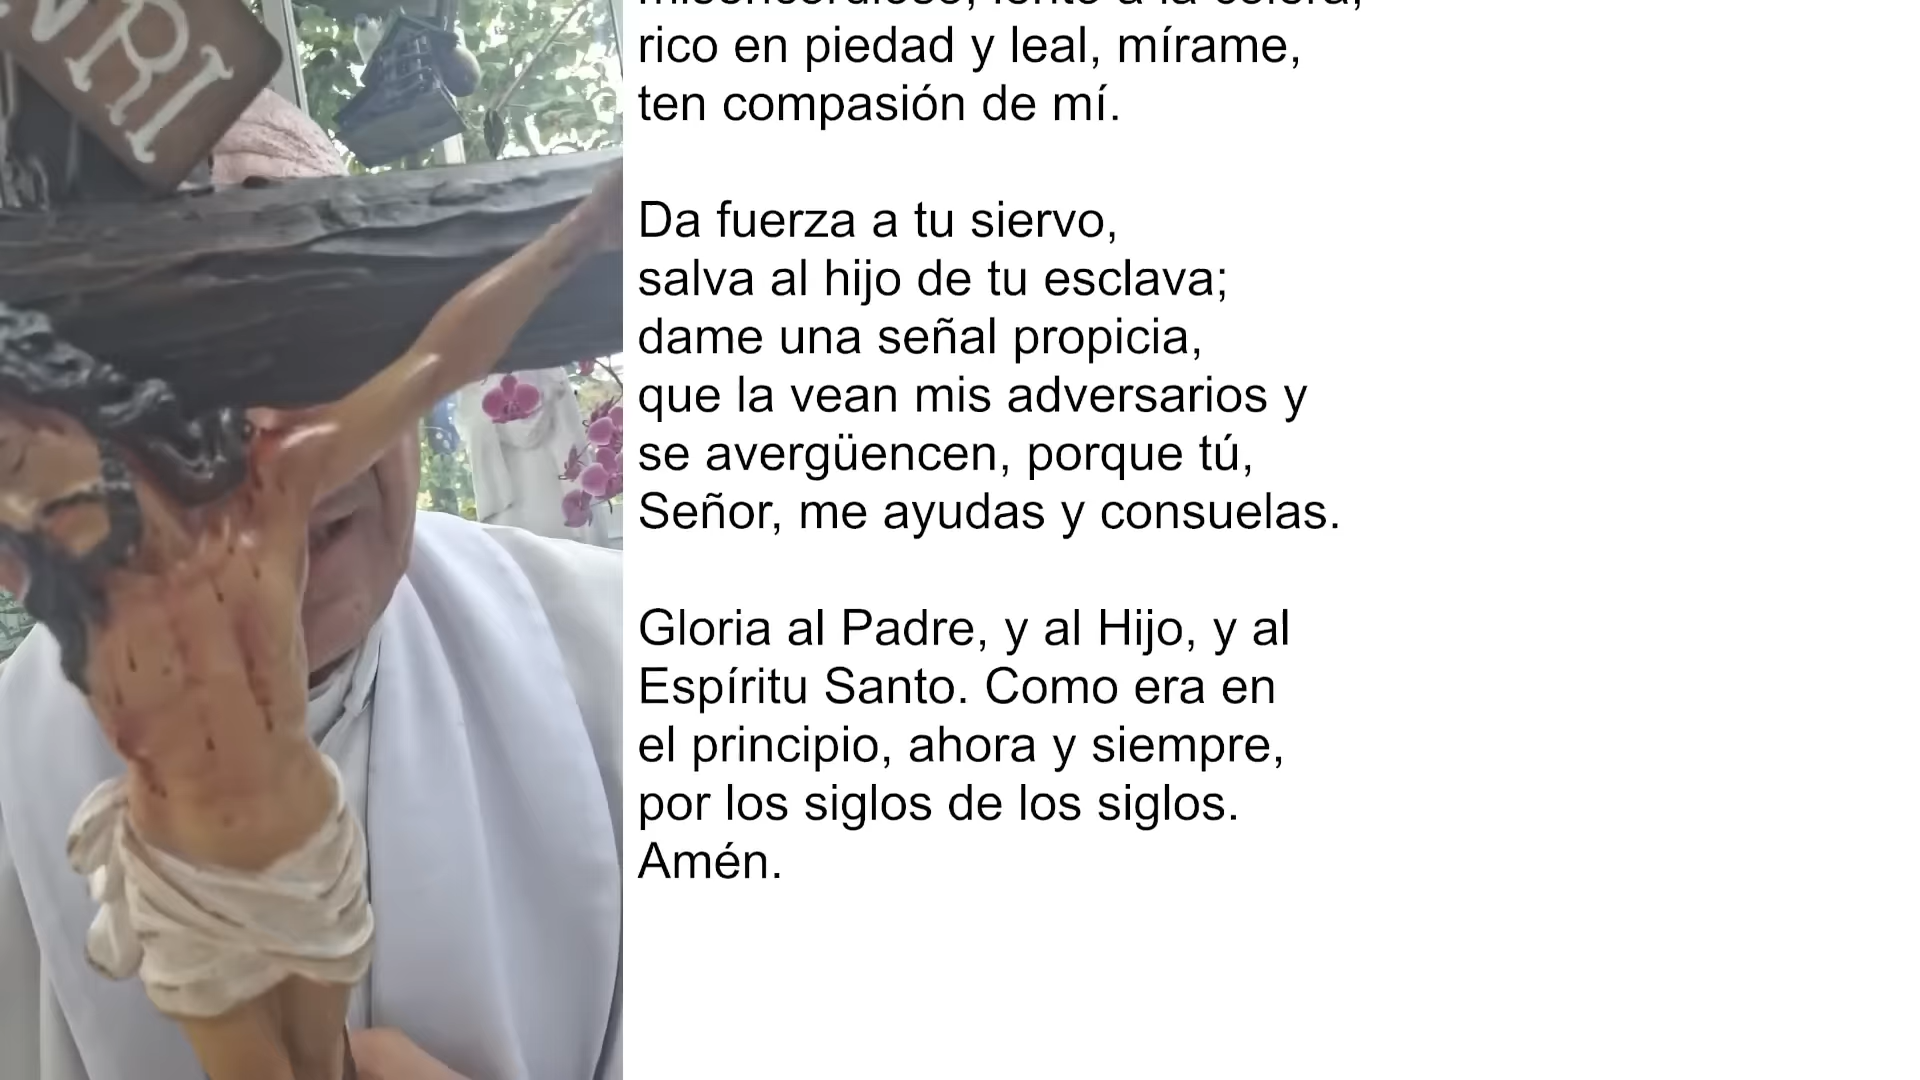 NRI
rico en piedad y leal, mírame,
ten compasión de mí.
Da fuerza a tu siervo,
salva al hijo de tu esclava;
dame una señal propicia,
que la vean mis adversarios y
se avergüencen, porque tú,
Señor, me ayudas y consuelas.
Gloria al Padre, y al Hijo, y al
Espíritu Santo. Como era en
el principio, ahora y siempre,
por los siglos de los siglos.
Amén.